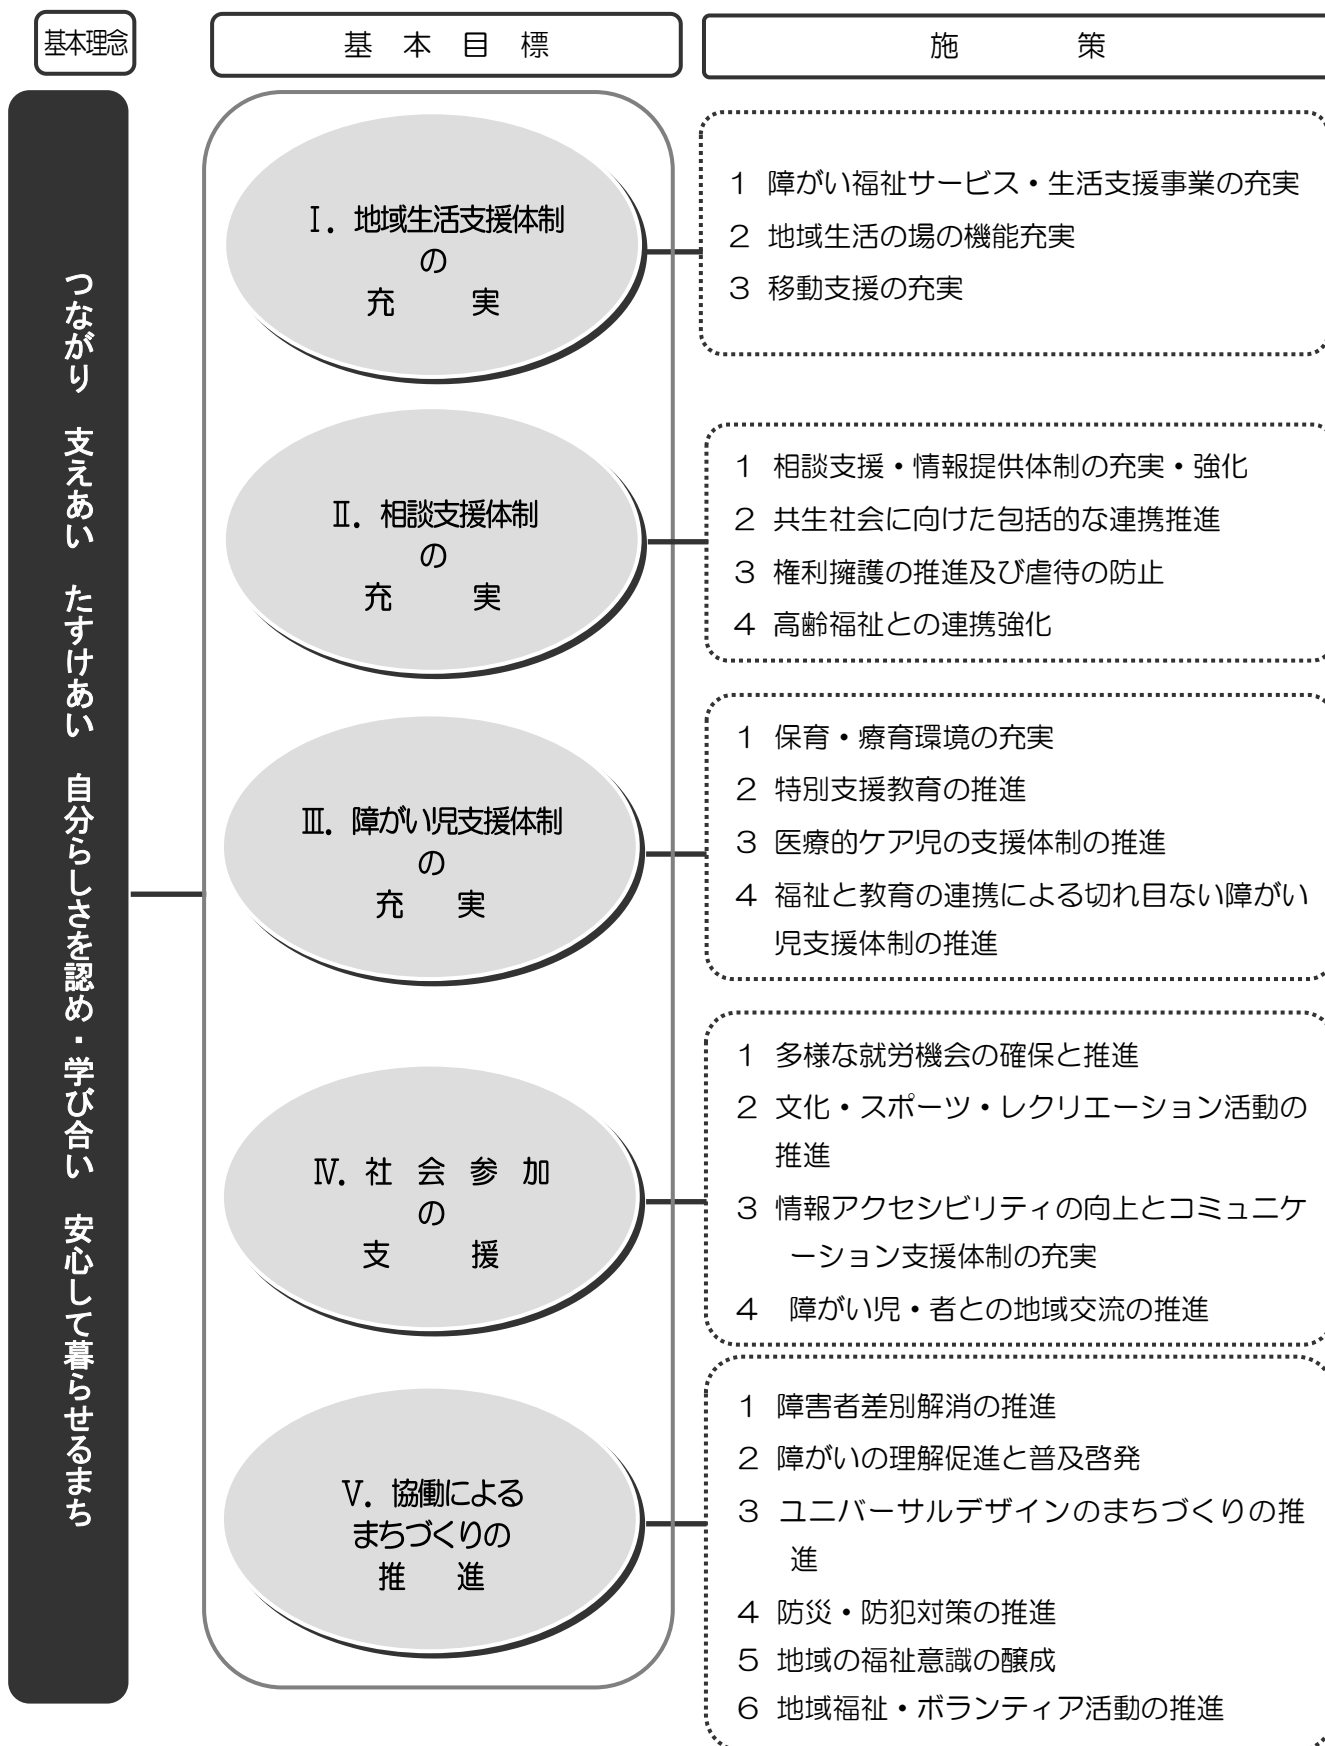 基本理念
基本目標
施策
つながり　支えあい　たすけあい　自分らしさを認め・学び合い　安心して暮らせるまち
Ⅰ．地域生活支援体制
の
充実
1 障がい福祉サービス・生活支援事業の充実
2 地域生活の場の機能充実
3 移動支援の充実
Ⅱ．相談支援体制
の
充実
1 相談支援・情報提供体制の充実・強化
2 共生社会に向けた包括的な連携推進
3 権利擁護の推進及び虐待の防止
4 高齢福祉との連携強化
Ⅲ．障がい児支援体制
の
充実
1 保育・療育環境の充実
2 特別支援教育の推進
3 医療的ケア児の支援体制の推進
4 福祉と教育の連携による切れ目ない障がい
児支援体制の推進
Ⅳ．社会参加
の
支援
1 多様な就労機会の確保と推進
2 文化・スポーツ・レクリエーション活動の
推進
3 情報アクセシビリティの向上とコミュニケ
ーション支援体制の充実
4 障がい児・者との地域交流の推進
Ⅴ．協働による
まちづくりの
推進
1 障害者差別解消の推進
2 障がいの理解促進と普及啓発
3 ユニバーサルデザインのまちづくりの推
進
4 防災・防犯対策の推進
5 地域の福祉意識の醸成
6 地域福祉・ボランティア活動の推進